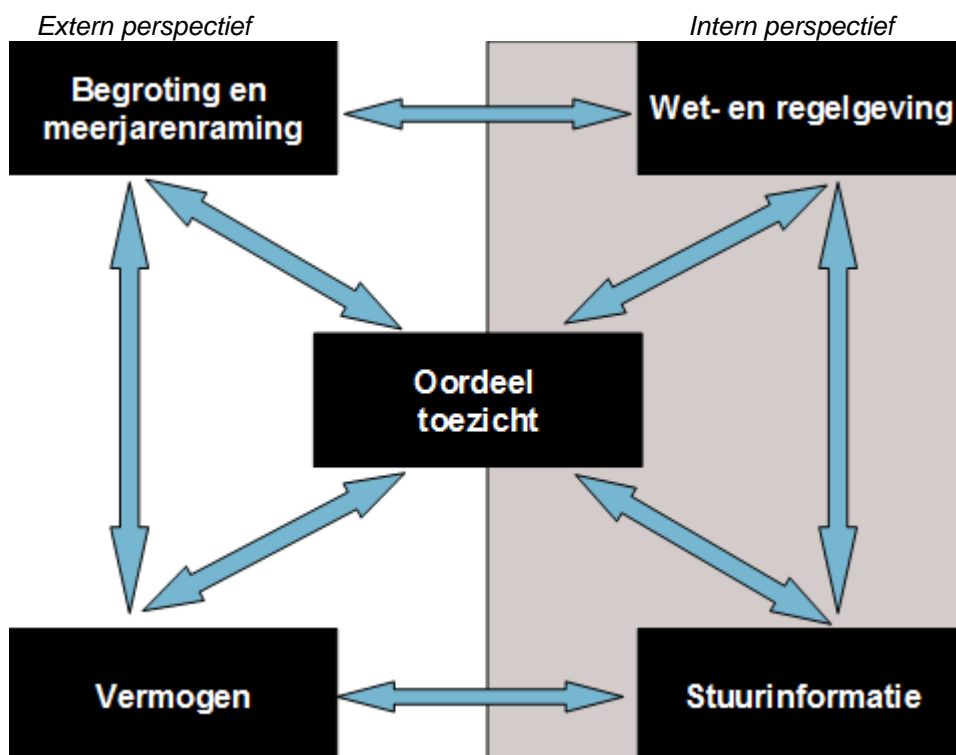 Extern perspectief
Intern perspectief
Begroting en
meerjarenraming
Wet- en regelgeving
Oordeel
toezicht
Vermogen
Stuurinformatie